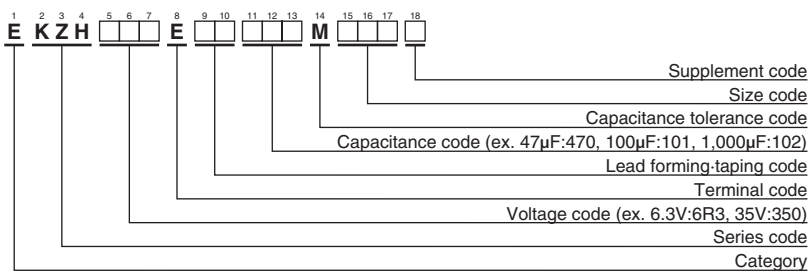 1 2 3 4 5 6 7 8 9 10 11 12 13 14 15 16 17 18
E K Z H □ □ □ E □ □ □ □ □ M □ □ □ □
Supplement code
Size code
Capacitance tolerance code
Capacitance code (ex. 47μF:470, 100μF:101, 1,000μF:102)
Lead forming·taping code
Terminal code
Voltage code (ex. 6.3V:6R3, 35V:350)
Series code
Category